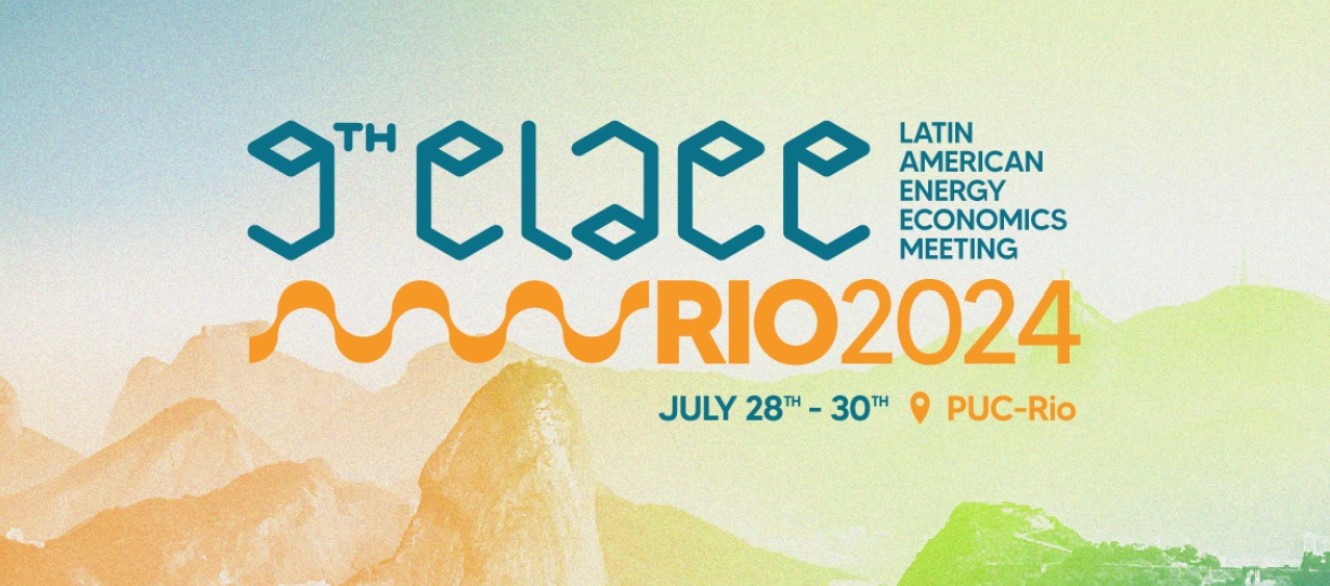 9TH elaee
LATIN
AMERICAN
ENERGY
ECONOMICS
MEETING
RIO2024
JULY 28TH - 30TH PUC-Rio